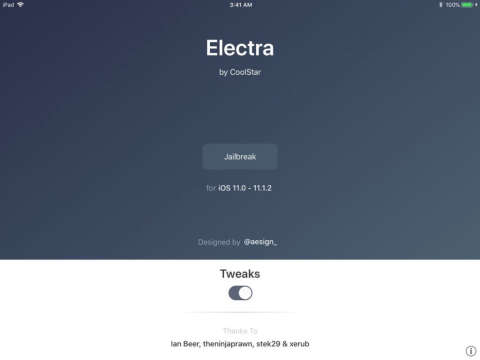 iPad 3:41 AM 100%
Electra
by CoolStar
Jailbreak
for iOS 11.0 - 11.1.2
Designed by @aesign_
Tweaks
Thanks To
Ian Beer, theninjaprawn, stek29 & xerub